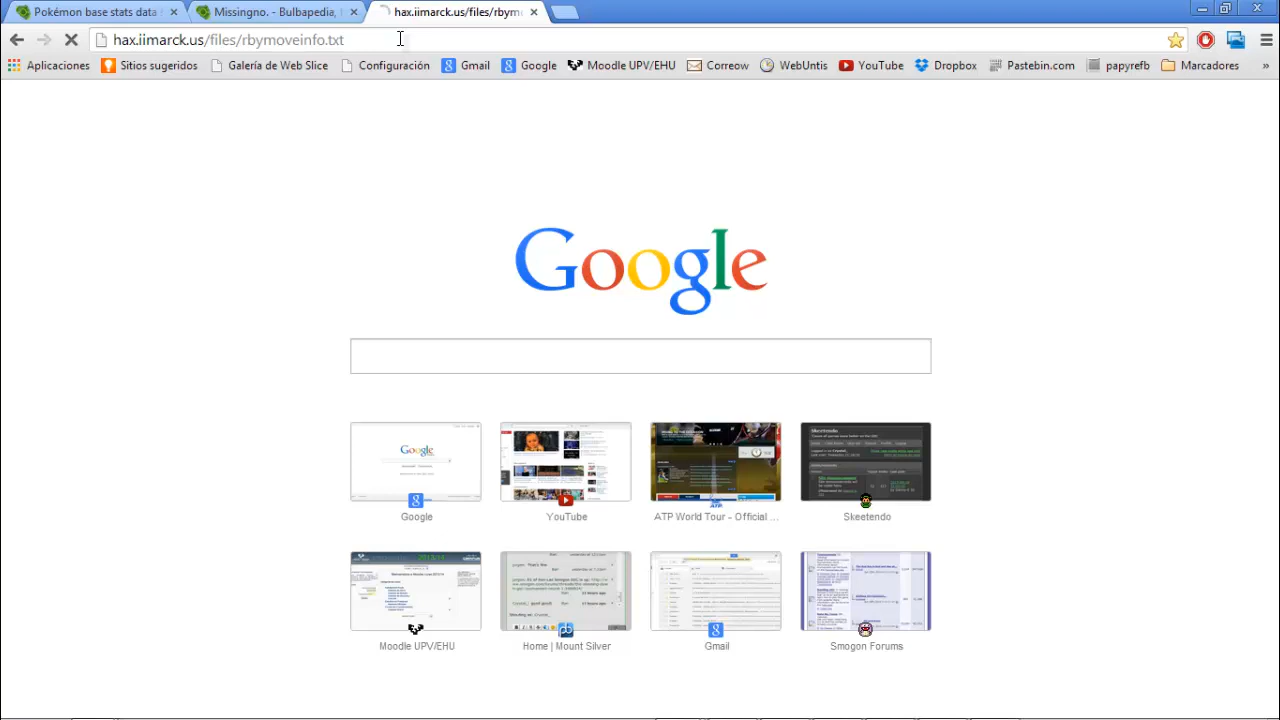 Pokémon base stats data
Missingno. - Bulbapedia,
hax.iimarck.us/files/rbym
hax.iimarck.us/files/rbymoveinfo.txt
Aplicaciones
Sitios sugeridos
Galería de Web Slice
Configuración
Gmail
Google
Moodle UPV/EHU
Correow
WebUntis
YouTube
Dropbox
Pastebin.com
papyrefb
Marcadores
»
Google
Google
YouTube
ATP World Tour - Official ...
Skeetendo
Moodle UPV/EHU
Home | Mount Silver
Gmail
Smogon Forums